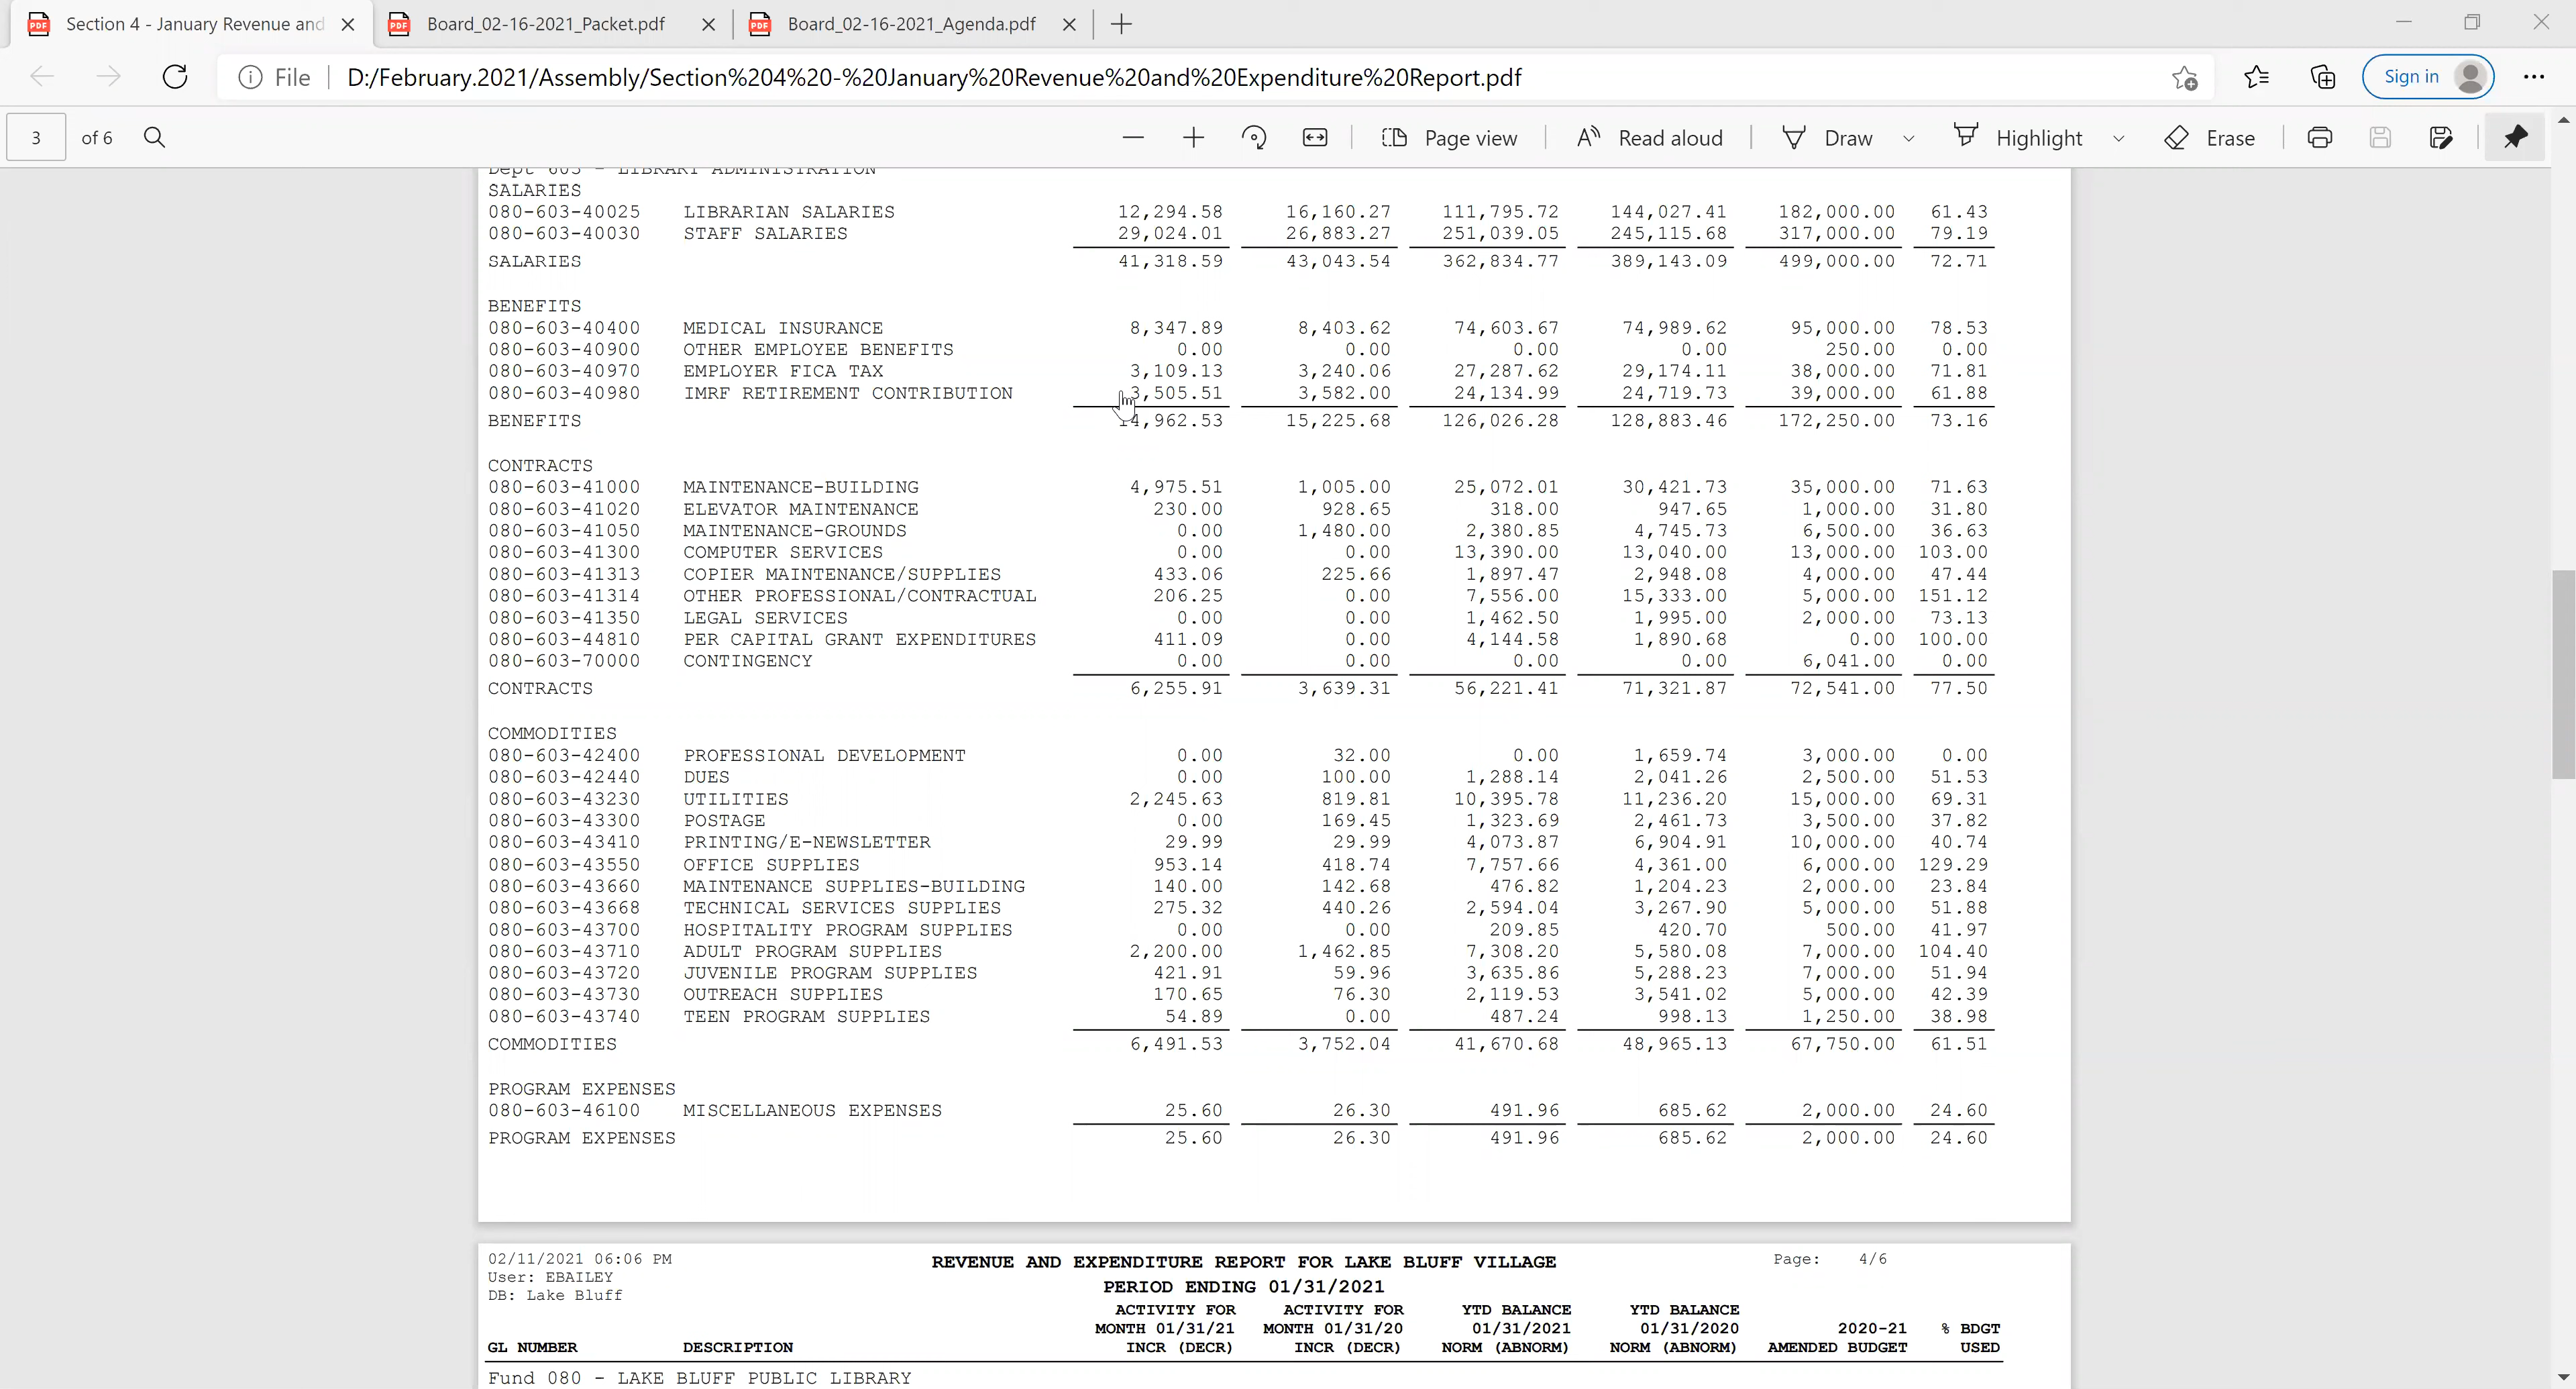 Section 4 - January Revenue and
Board_02-16-2021_Packet.pdf
Board_02-16-2021_Agenda.pdf
File D:/February.2021/Assembly/Section%204%20-%20January%20Revenue%20and%20Expenditure%20Report.pdf
Sign in
3 of 6 Page view Read aloud Draw Highlight Erase
Dept 603 - LIBRARY ADMINISTRATION
SALARIES
080-603-40025 LIBRARIAN SALARIES 12,294.58 16,160.27 111,795.72 144,027.41 182,000.00 61.43
080-603-40030 STAFF SALARIES 29,024.01 26,883.27 251,039.05 245,115.68 317,000.00 79.19
SALARIES 41,318.59 43,043.54 362,834.77 389,143.09 499,000.00 72.71
BENEFITS
080-603-40400 MEDICAL INSURANCE 8,347.89 8,403.62 74,603.67 74,989.62 95,000.00 78.53
080-603-40900 OTHER EMPLOYEE BENEFITS 0.00 0.00 0.00 0.00 250.00 0.00
080-603-40970 EMPLOYER FICA TAX 3,109.13 3,240.06 27,287.62 29,174.11 38,000.00 71.81
080-603-40980 IMRF RETIREMENT CONTRIBUTION 3,505.51 3,582.00 24,134.99 24,719.73 39,000.00 61.88
BENEFITS 14,962.53 15,225.68 126,026.28 128,883.46 172,250.00 73.16
CONTRACTS
080-603-41000 MAINTENANCE-BUILDING 4,975.51 1,005.00 25,072.01 30,421.73 35,000.00 71.63
080-603-41020 ELEVATOR MAINTENANCE 230.00 928.65 318.00 947.65 1,000.00 31.80
080-603-41050 MAINTENANCE-GROUNDS 0.00 1,480.00 2,380.85 4,745.73 6,500.00 36.63
080-603-41300 COMPUTER SERVICES 0.00 0.00 13,390.00 13,040.00 13,000.00 103.00
080-603-41313 COPIER MAINTENANCE/SUPPLIES 433.06 225.66 1,897.47 2,948.08 4,000.00 47.44
080-603-41314 OTHER PROFESSIONAL/CONTRACTUAL 206.25 0.00 7,556.00 15,333.00 5,000.00 151.12
080-603-41350 LEGAL SERVICES 0.00 0.00 1,462.50 1,995.00 2,000.00 73.13
080-603-44810 PER CAPITAL GRANT EXPENDITURES 411.09 0.00 4,144.58 1,890.68 0.00 100.00
080-603-70000 CONTINGENCY 0.00 0.00 0.00 0.00 6,041.00 0.00
CONTRACTS 6,255.91 3,639.31 56,221.41 71,321.87 72,541.00 77.50
COMMODITIES
080-603-42400 PROFESSIONAL DEVELOPMENT 0.00 32.00 0.00 1,659.74 3,000.00 0.00
080-603-42440 DUES 0.00 100.00 1,288.14 2,041.26 2,500.00 51.53
080-603-43230 UTILITIES 2,245.63 819.81 10,395.78 11,236.20 15,000.00 69.31
080-603-43300 POSTAGE 0.00 169.45 1,323.69 2,461.73 3,500.00 37.82
080-603-43410 PRINTING/E-NEWSLETTER 29.99 29.99 4,073.87 6,904.91 10,000.00 40.74
080-603-43550 OFFICE SUPPLIES 953.14 418.74 7,757.66 4,361.00 6,000.00 129.29
080-603-43660 MAINTENANCE SUPPLIES-BUILDING 140.00 142.68 476.82 1,204.23 2,000.00 23.84
080-603-43668 TECHNICAL SERVICES SUPPLIES 275.32 440.26 2,594.04 3,267.90 5,000.00 51.88
080-603-43700 HOSPITALITY PROGRAM SUPPLIES 0.00 0.00 209.85 420.70 500.00 41.97
080-603-43710 ADULT PROGRAM SUPPLIES 2,200.00 1,462.85 7,308.20 5,580.08 7,000.00 104.40
080-603-43720 JUVENILE PROGRAM SUPPLIES 421.91 59.96 3,635.86 5,288.23 7,000.00 51.94
080-603-43730 OUTREACH SUPPLIES 170.65 76.30 2,119.53 3,541.02 5,000.00 42.39
080-603-43740 TEEN PROGRAM SUPPLIES 54.89 0.00 487.24 998.13 1,250.00 38.98
COMMODITIES 6,491.53 3,752.04 41,670.68 48,965.13 67,750.00 61.51
PROGRAM EXPENSES
080-603-46100 MISCELLANEOUS EXPENSES 25.60 26.30 491.96 685.62 2,000.00 24.60
PROGRAM EXPENSES 25.60 26.30 491.96 685.62 2,000.00 24.60
02/11/2021 06:06 PM REVENUE AND EXPENDITURE REPORT FOR LAKE BLUFF VILLAGE Page: 4/6
User: EBAILEY PERIOD ENDING 01/31/2021
DB: Lake Bluff
ACTIVITY FOR ACTIVITY FOR YTD BALANCE YTD BALANCE
MONTH 01/31/21 MONTH 01/31/20 01/31/2021 01/31/2020 2020-21 % BDGT
GL NUMBER DESCRIPTION INCR (DECR) INCR (DECR) NORM (ABNORM) NORM (ABNORM) AMENDED BUDGET USED
Fund 080 - LAKE BLUFF PUBLIC LIBRARY